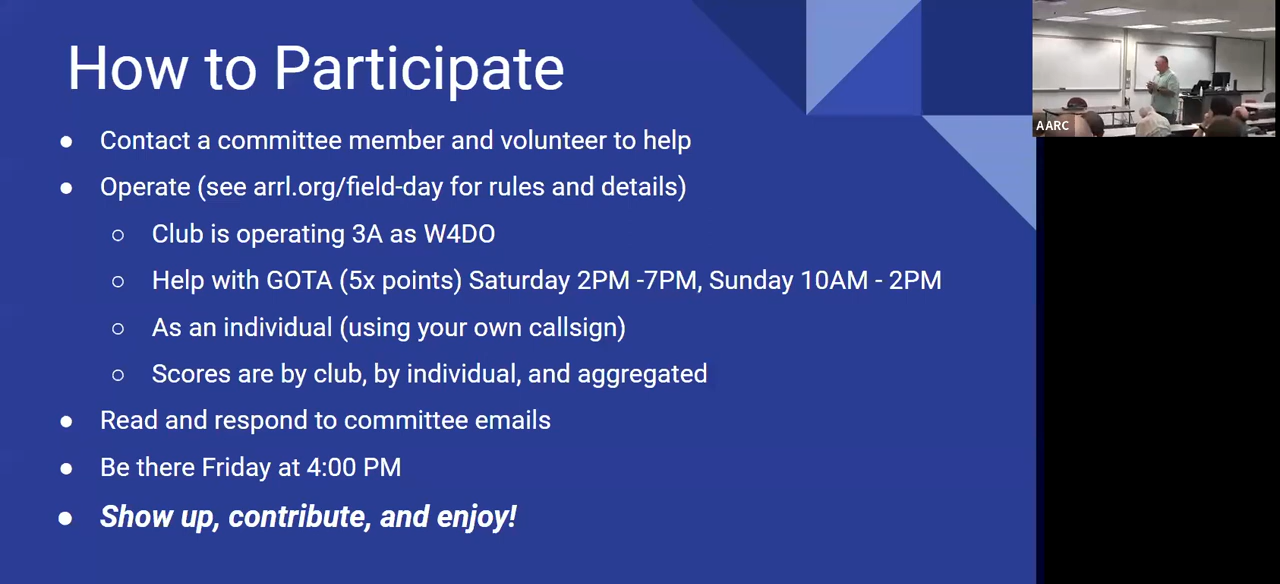 How to Participate
● Contact a committee member and volunteer to help
● Operate (see arrl.org/field-day for rules and details)
○ Club is operating 3A as W4DO
○ Help with GOTA (5x points) Saturday 2PM -7PM, Sunday 10AM - 2PM
○ As an individual (using your own callsign)
○ Scores are by club, by individual, and aggregated
● Read and respond to committee emails
● Be there Friday at 4:00 PM
● Show up, contribute, and enjoy!
AARC